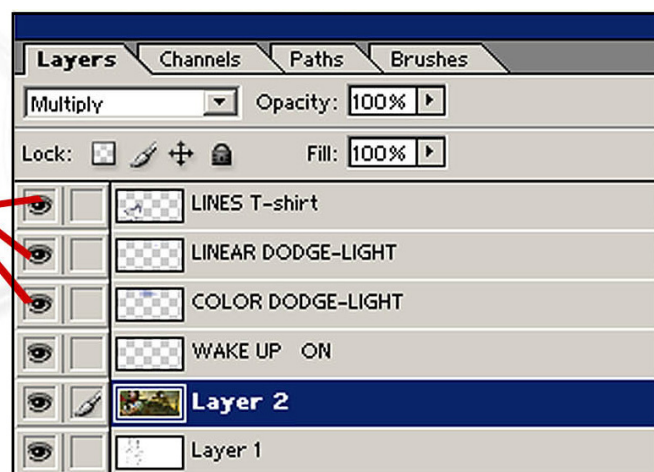 Layers Channels Paths Brushes
Multiply Opacity: 100%
Lock: Fill: 100%
LINES T-shirt
LINEAR DODGE-LIGHT
COLOR DODGE-LIGHT
WAKE UP ON
Layer 2
Layer 1